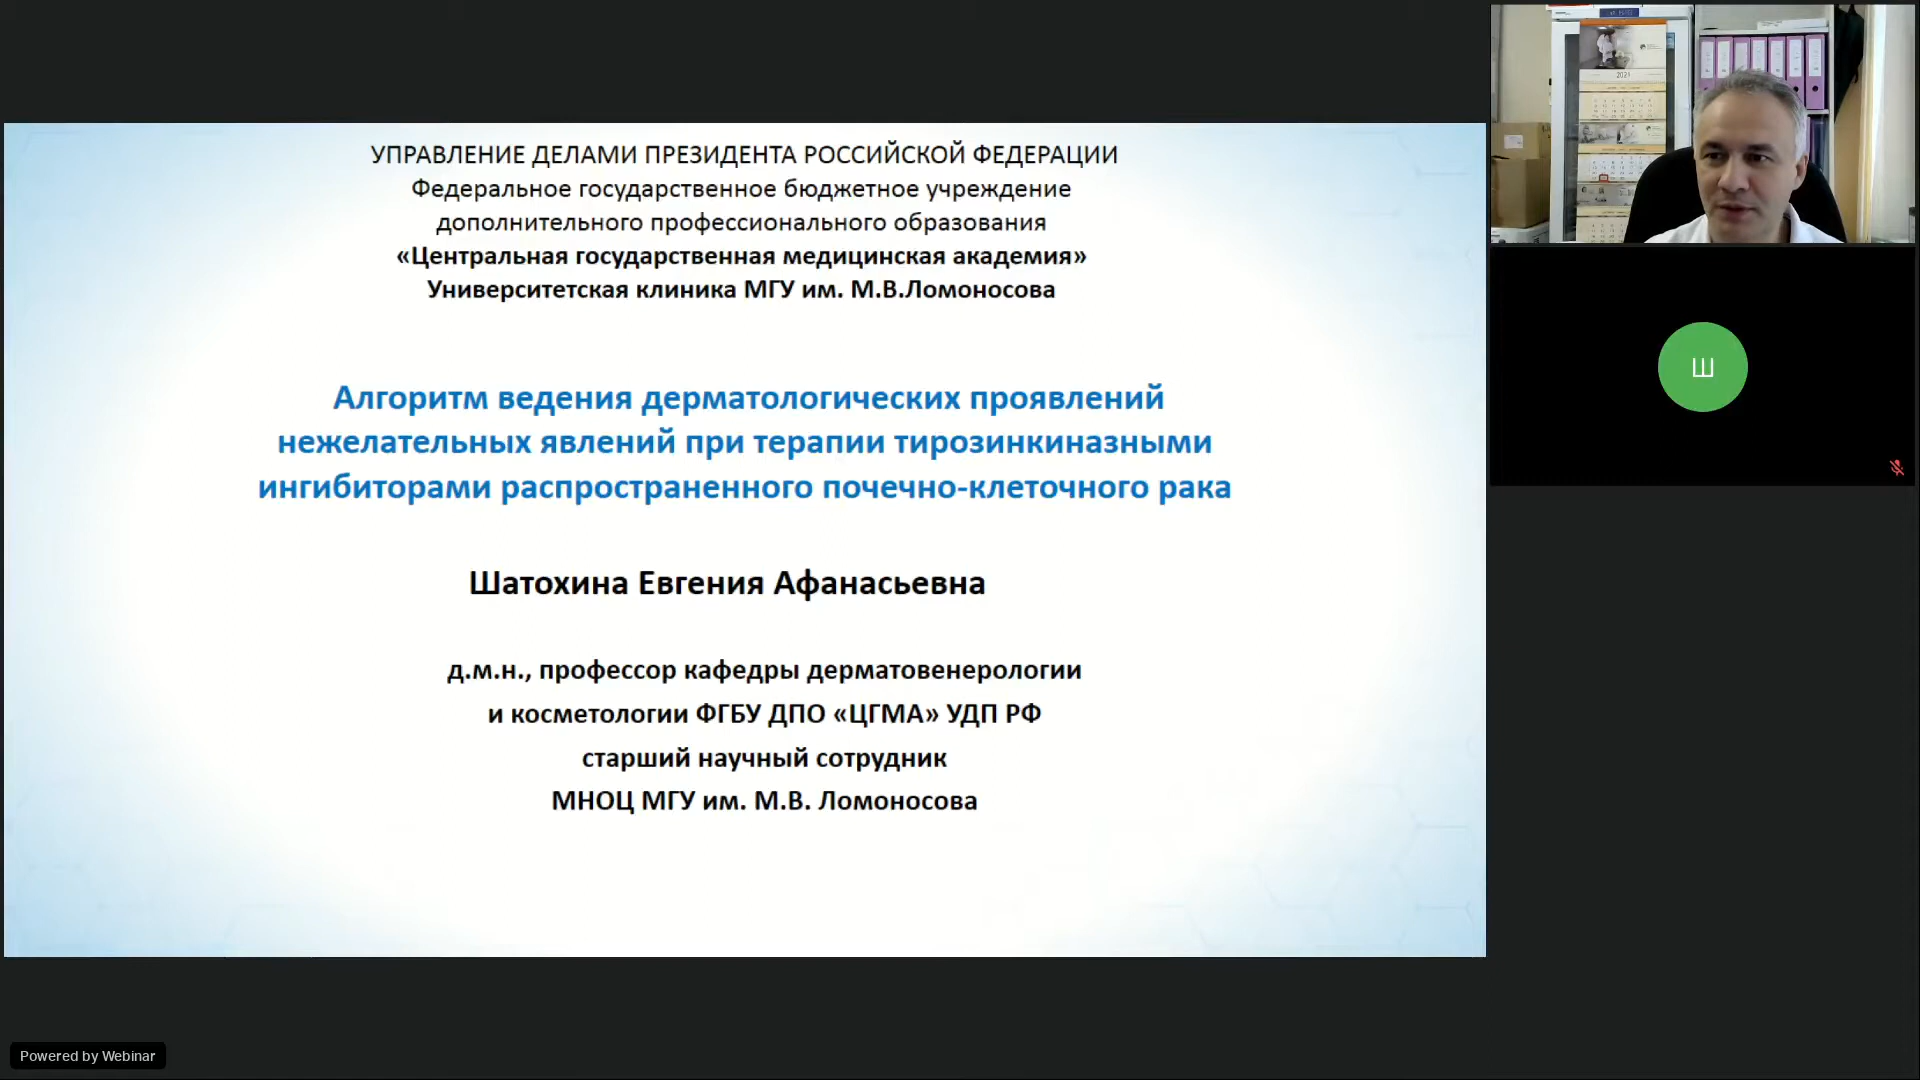 УПРАВЛЕНИЕ ДЕЛАМИ ПРЕЗИДЕНТА РОССИЙСКОЙ ФЕДЕРАЦИИ
Федеральное государственное бюджетное учреждение
дополнительного профессионального образования
«Центральная государственная медицинская академия»
Университетская клиника МГУ им. М.В.Ломоносова
Алгоритм ведения дерматологических проявлений
нежелательных явлений при терапии тирозинкиназными
ингибиторами распространенного почечно-клеточного рака
Шатохина Евгения Афанасьевна
д.м.н., профессор кафедры дерматовенерологии
и косметологии ФГБУ ДПО «ЦГМА» УДП РФ
старший научный сотрудник
МНОЦ МГУ им. М.В. Ломоносова
2021
Ш
Powered by Webinar